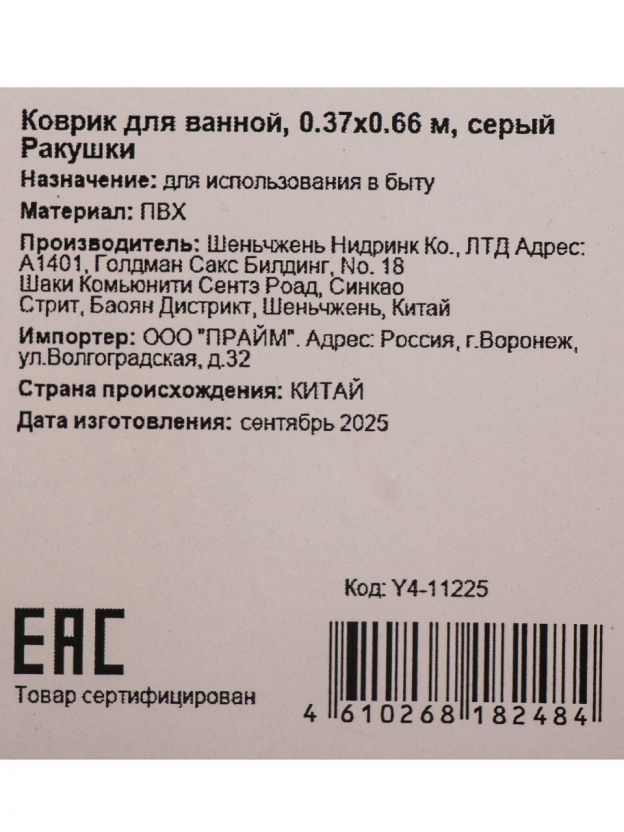 Коврик для ванной, 0.37х0.66 м, серый
Ракушки
Назначение: для использования в быту
Материал: ПВХ
Производитель: Шеньчжень Нидринк Ко., ЛТД Адрес:
А1401, Голдман Сакс Билдинг, No. 18
Шаки Комьюнити Сентэ Роад, Синкао
Стрит, Баоян Дистрикт, Шеньчжень, Китай
Импортер: ООО "ПРАЙМ". Адрес: Россия, г.Воронеж,
ул.Волгоградская, д.32
Страна происхождения: КИТАЙ
Дата изготовления: сентябрь 2025
Код: Y4-11225
EAC
Товар сертифицирован
4 610268 182484